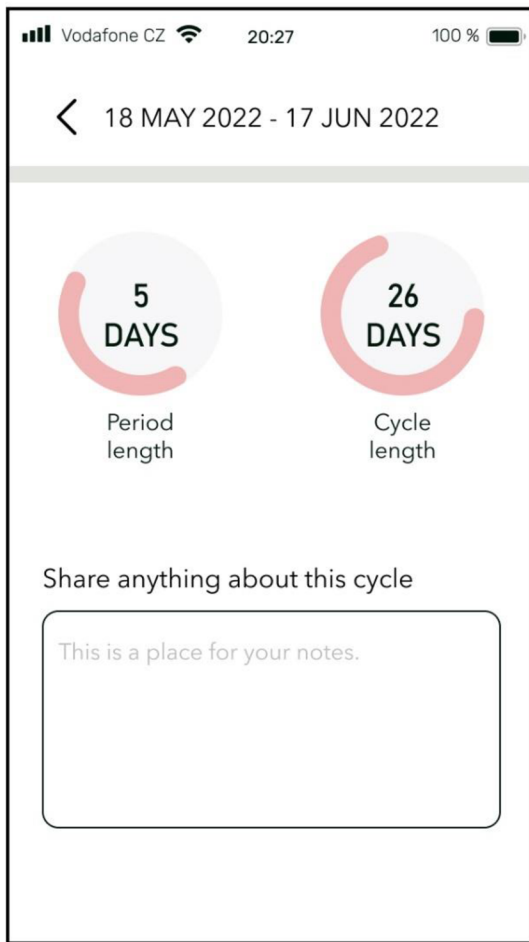 Vodafone CZ 20:27 100 %
18 MAY 2022 - 17 JUN 2022
5
DAYS
Period
length
26
DAYS
Cycle
length
Share anything about this cycle
This is a place for your notes.